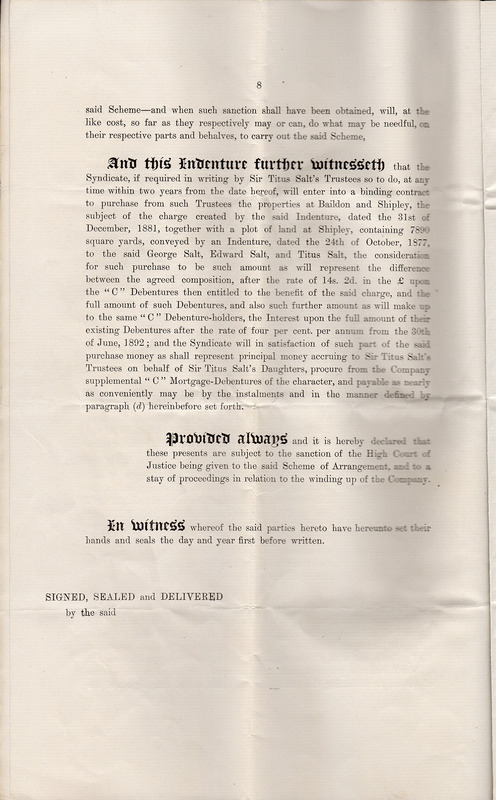 8
said Scheme—and when such sanction shall have been obtained, will, at the
like cost, so far as they respectively may or can, do what may be needful, on
their respective parts and behalves, to carry out the said Scheme,
And this Indenture further witnesseth that the
Syndicate, if required in writing by Sir Titus Salt's Trustees so to do, at any
time within two years from the date hereof, will enter into a binding contract
to purchase from such Trustees the properties at Baildon and Shipley, the
subject of the charge created by the said Indenture, dated the 31st of
December, 1881, together with a plot of land at Shipley, containing 7890
square yards, conveyed by an Indenture, dated the 24th of October, 1877,
to the said George Salt, Edward Salt, and Titus Salt, the consideration
for such purchase to be such amount as will represent the difference
between the agreed composition, after the rate of 14s. 2d. in the £ upon
the "C" Debentures then entitled to the benefit of the said charge, and the
full amount of such Debentures, and also such further amount as will make up
to the same "C" Debenture-holders, the Interest upon the full amount of their
existing Debentures after the rate of four per cent. per annum from the 30th
of June, 1892; and the Syndicate will in satisfaction of such part of the said
purchase money as shall represent principal money accruing to Sir Titus Salt's
Trustees on behalf of Sir Titus Salt's Daughters, procure from the Company
supplemental "C" Mortgage-Debentures of the character, and payable as nearly
as conveniently may be by the instalments and in the manner defined by
paragraph (d) hereinbefore set forth.
Provided always and it is hereby declared that
these presents are subject to the sanction of the High Court of
Justice being given to the said Scheme of Arrangement, and to a
stay of proceedings in relation to the winding up of the Company.
In Witness whereof the said parties hereto have hereunto set their
hands and seals the day and year first before written.
SIGNED, SEALED and DELIVERED
by the said